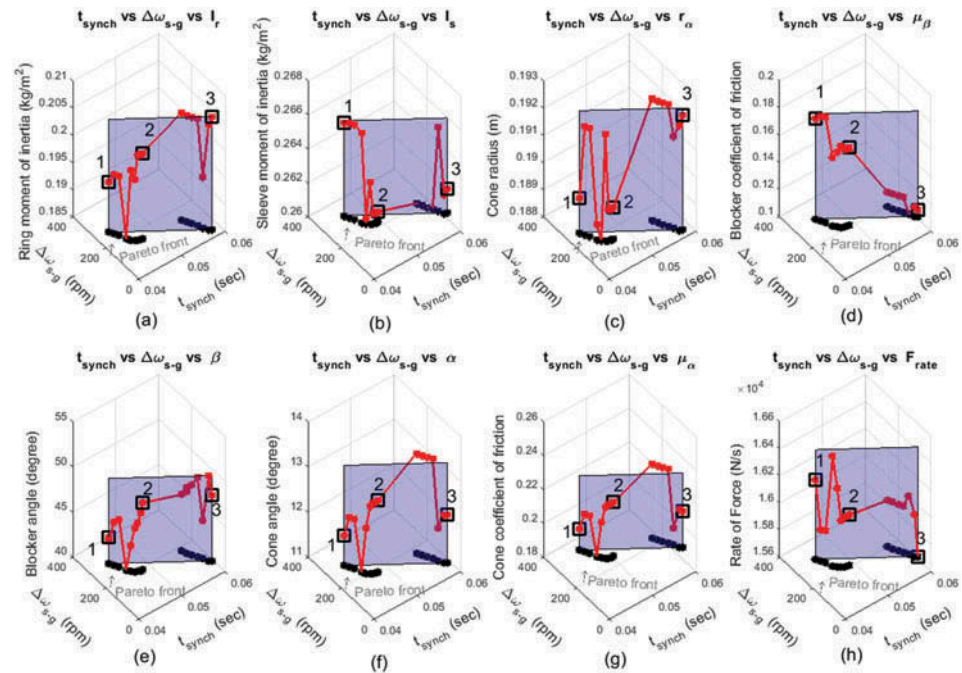 t_synch vs Δω_s-g vs I_r
0.21
0.205
0.2
0.195
0.19
0.185
400
200
0
0.04
0.05
0.06
Ring moment of inertia (kg/m²)
Δω_s-g (rpm)
t_synch (sec)
1
2
3
↑ Pareto front
(a)
t_synch vs Δω_s-g vs I_s
0.268
0.266
0.264
0.262
0.26
400
200
0
0.04
0.05
0.06
Sleeve moment of inertia (kg/m²)
Δω_s-g (rpm)
t_synch (sec)
1
2
3
↑ Pareto front
(b)
t_synch vs Δω_s-g vs r_α
0.193
0.192
0.191
0.19
0.189
0.188
400
200
0
0.04
0.05
0.06
Cone radius (m)
Δω_s-g (rpm)
t_synch (sec)
1
2
3
↑ Pareto front
(c)
t_synch vs Δω_s-g vs μ_β
0.2
0.18
0.16
0.14
0.12
0.1
400
200
0
0.04
0.05
0.06
Blocker coefficient of friction
Δω_s-g (rpm)
t_synch (sec)
1
2
3
↑ Pareto front
(d)
t_synch vs Δω_s-g vs β
55
50
45
40
400
200
0
0.04
0.05
0.06
Blocker angle (degree)
Δω_s-g (rpm)
t_synch (sec)
1
2
3
↑ Pareto front
(e)
t_synch vs Δω_s-g vs α
14
13
12
11
400
200
0
0.04
0.05
0.06
Cone angle (degree)
Δω_s-g (rpm)
t_synch (sec)
1
2
3
↑ Pareto front
(f)
t_synch vs Δω_s-g vs μ_α
0.26
0.24
0.22
0.2
0.18
400
200
0
0.04
0.05
0.06
Cone coefficient of friction
Δω_s-g (rpm)
t_synch (sec)
1
2
3
↑ Pareto front
(g)
t_synch vs Δω_s-g vs F_rate
× 10⁴
1.66
1.64
1.62
1.6
1.58
1.56
400
200
0
0.04
0.05
0.06
Rate of Force (N/s)
Δω_s-g (rpm)
t_synch (sec)
1
2
3
↑ Pareto front
(h)